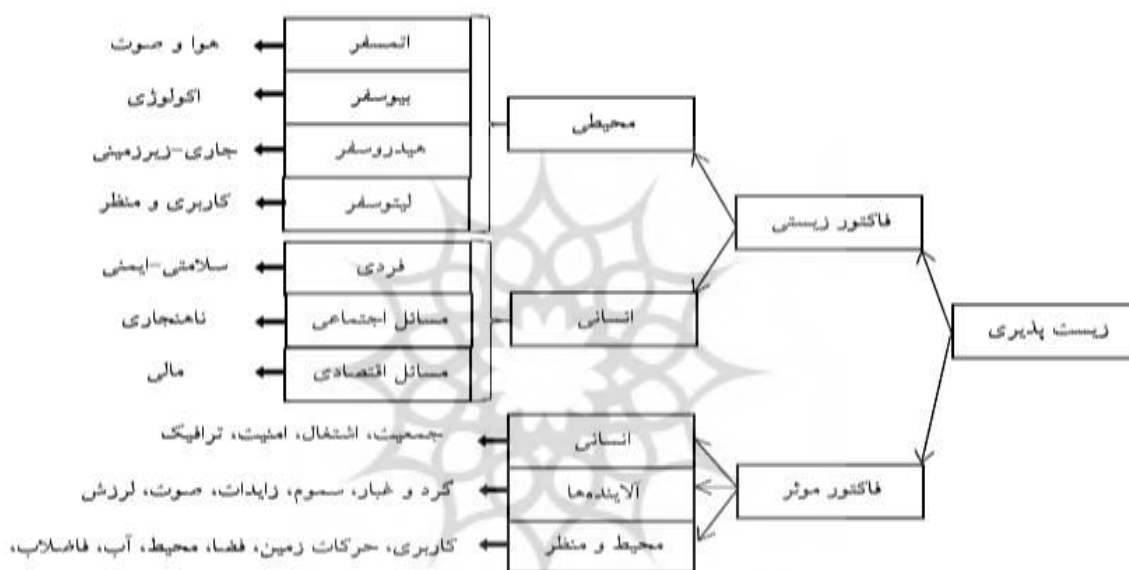 زیست پذیری
فاکتور زیستی
محیطی
اتمسفر
هوا و صوت
بیوسفر
اکولوژی
هیدروسفر
جاری-زیرزمینی
لیتوسفر
کاربری و منظر
انسانی
فردی
سلامتی-ایمنی
مسائل اجتماعی
ناهنجاری
مسائل اقتصادی
مالی
فاکتور موثر
انسانی
جمعیت، اشتغال، امنیت، ترافیک
آلاینده‌ها
گرد و غبار، سموم، زایدات، صوت، لرزش
محیط و منظر
کاربری، حرکات زمین، فضا، محیط، آب، فاضلاب،